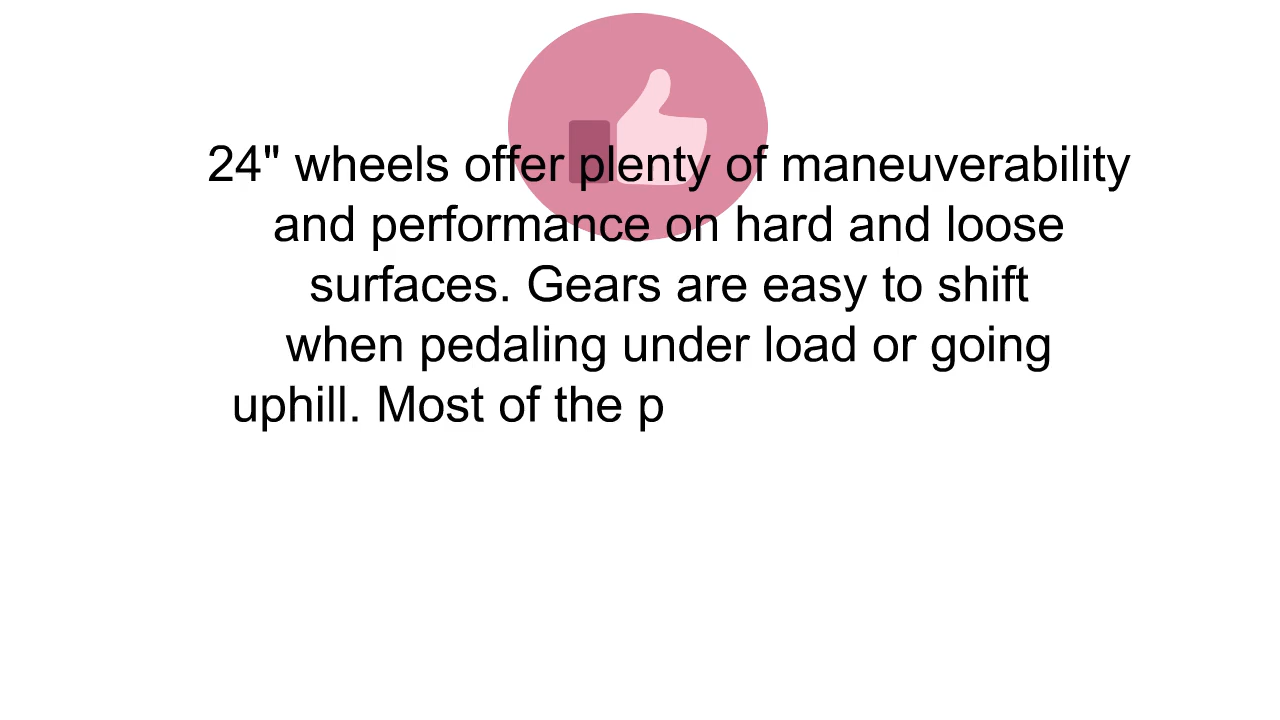 24" wheels offer plenty of maneuverability
and performance on hard and loose
surfaces. Gears are easy to shift
when pedaling under load or going
uphill. Most of the p